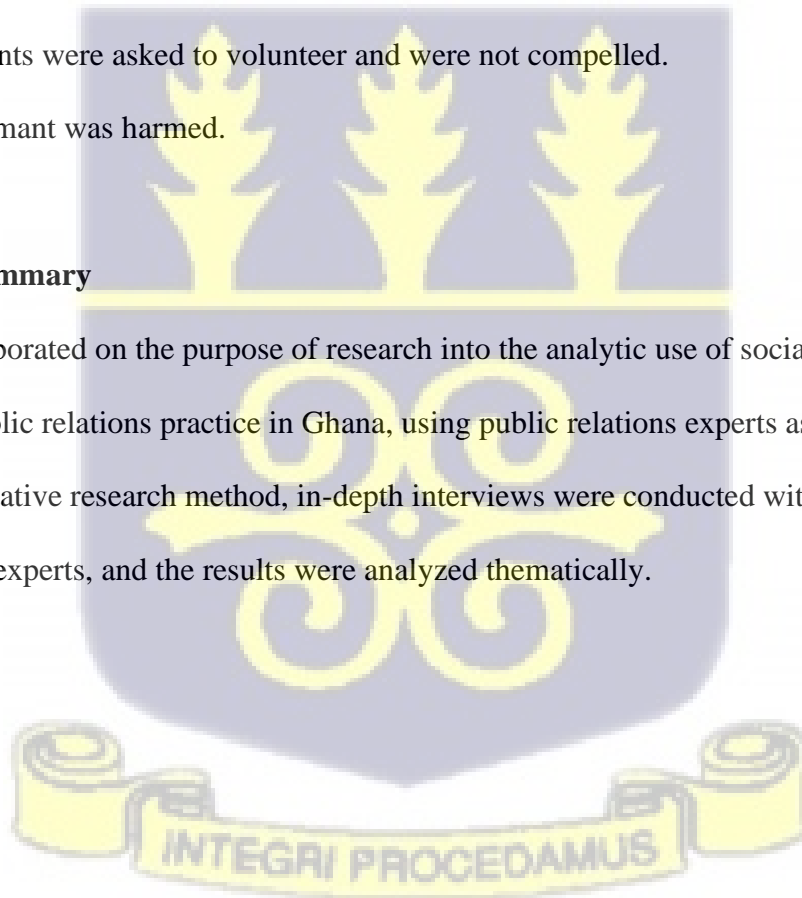 nts were asked to volunteer and were not compelled.
mant was harmed.
mmary
porated on the purpose of research into the analytic use of socia
blic relations practice in Ghana, using public relations experts as
ative research method, in-depth interviews were conducted wit
experts, and the results were analyzed thematically.
INTEGRI PROCEDAMUS